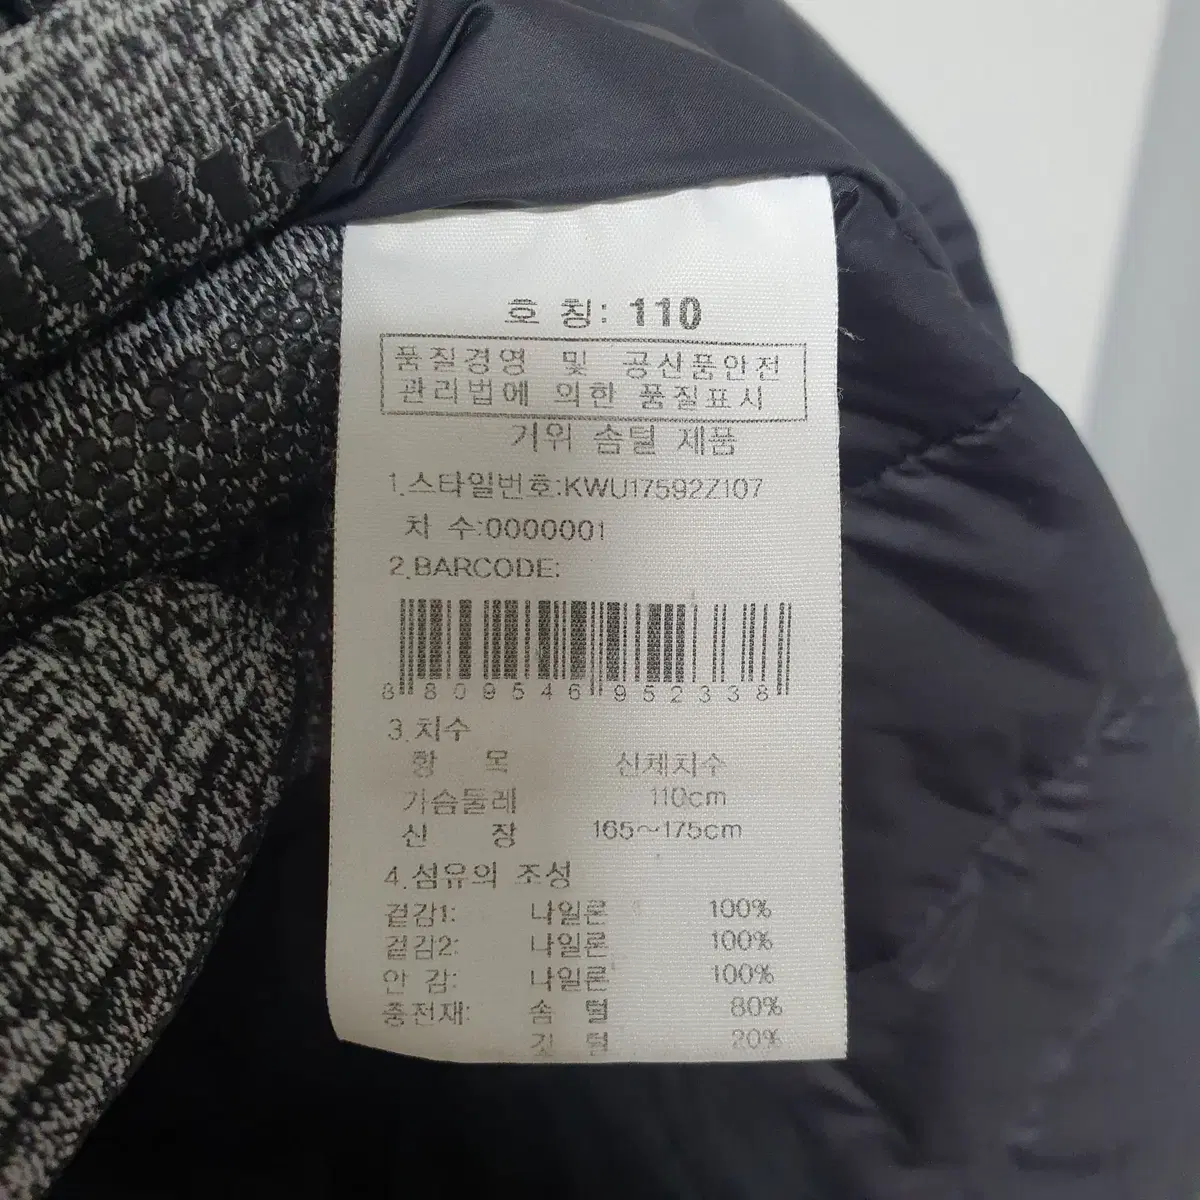 호 칭: 110
품질경영 및 공산품안전
관리법에 의한 품질표시
거위 솜털 제품
1.스타일번호:KWU17592Z107
치 수:0000001
2.BARCODE:
8 809546 952338
3.치수
항 목 신체치수
가슴둘레 110cm
신 장 165~175cm
4.섬유의 조성
겉감1: 나일론 100%
겉감2: 나일론 100%
안 감: 나일론 100%
충전재: 솜 털 80%
깃 털 20%